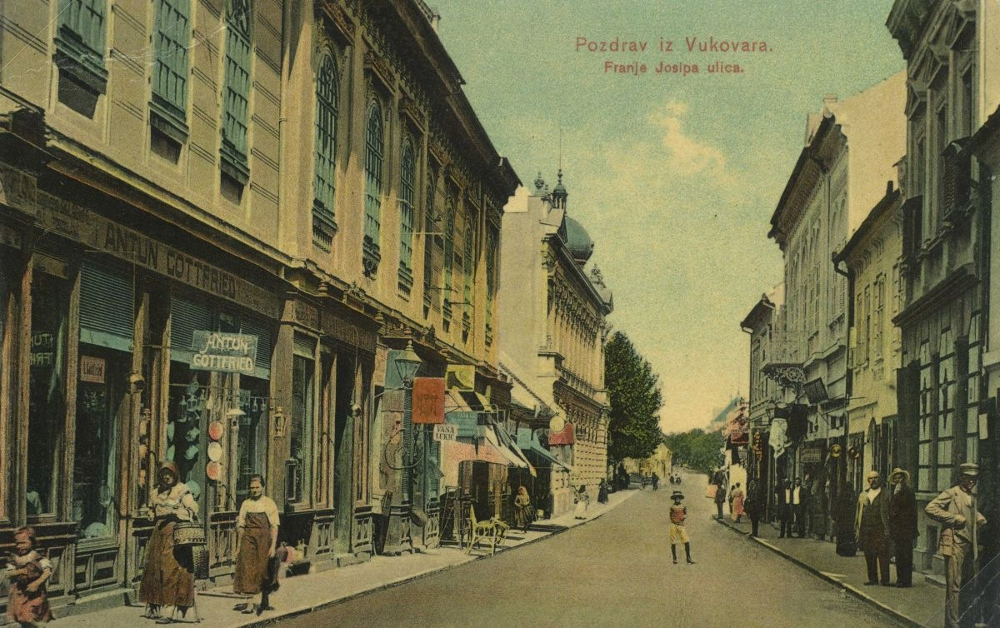 Pozdrav iz Vukovara.
Franje Josipa ulica.
ANTUN GOTTFRIED
ANTUN
GOTTFRIED
VASA
LUKIĆ